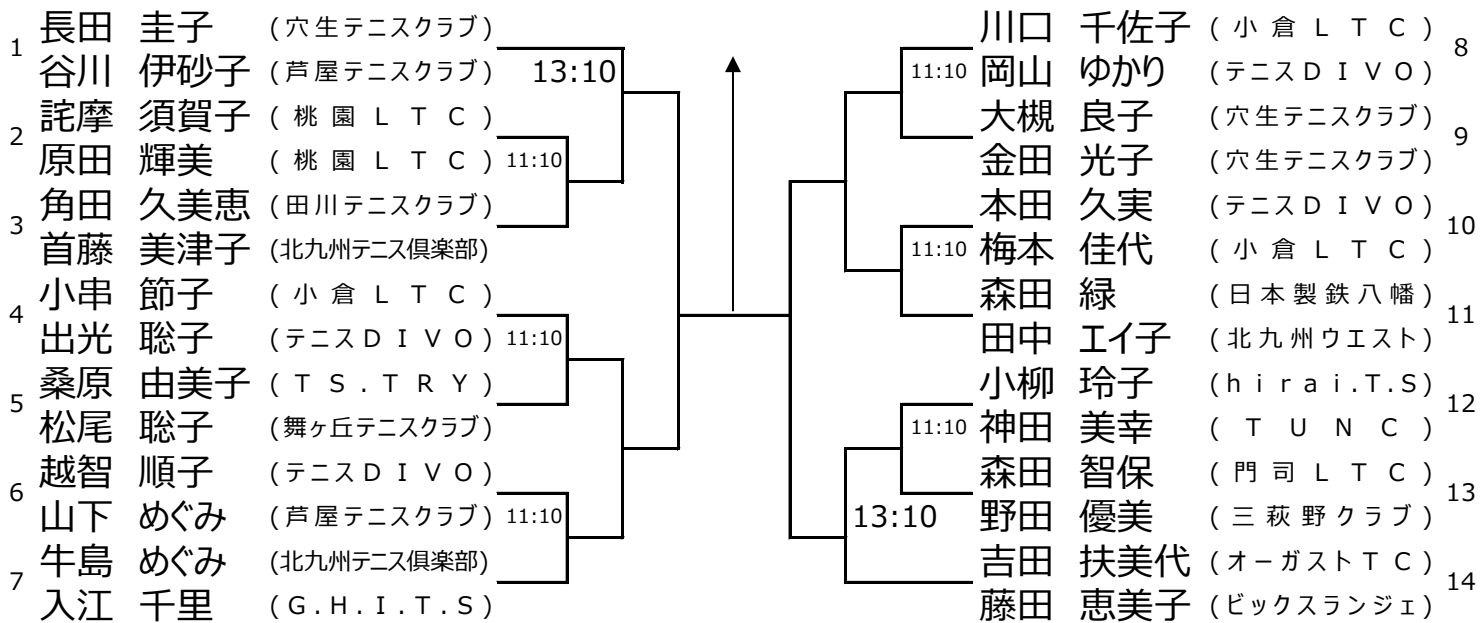 1 長田 圭子 (穴生テニスクラブ)
谷川 伊砂子 (芦屋テニスクラブ) 13:10
2 詫摩 須賀子 (桃園LTC)
原田 輝美 (桃園LTC) 11:10
3 角田 久美恵 (田川テニスクラブ)
首藤 美津子 (北九州テニス倶楽部)
4 小串 節子 (小倉LTC)
出光 聡子 (テニスDIVO) 11:10
5 桑原 由美子 (TS.TRY)
松尾 聡子 (舞ヶ丘テニスクラブ)
6 越智 順子 (テニスDIVO)
山下 めぐみ (芦屋テニスクラブ) 11:10
7 牛島 めぐみ (北九州テニス倶楽部)
入江 千里 (G.H.I.T.S)
川口 千佐子 (小倉LTC) 8
11:10 岡山 ゆかり (テニスDIVO)
大槻 良子 (穴生テニスクラブ) 9
金田 光子 (穴生テニスクラブ)
本田 久実 (テニスDIVO) 10
11:10 梅本 佳代 (小倉LTC)
森田 緑 (日本製鉄八幡) 11
田中 エイ子 (北九州ウエスト)
小柳 玲子 (hirai.T.S) 12
11:10 神田 美幸 (TUNC)
森田 智保 (門司LTC) 13
13:10 野田 優美 (三萩野クラブ)
吉田 扶美代 (オーガストTC) 14
藤田 恵美子 (ビックスランジェ)